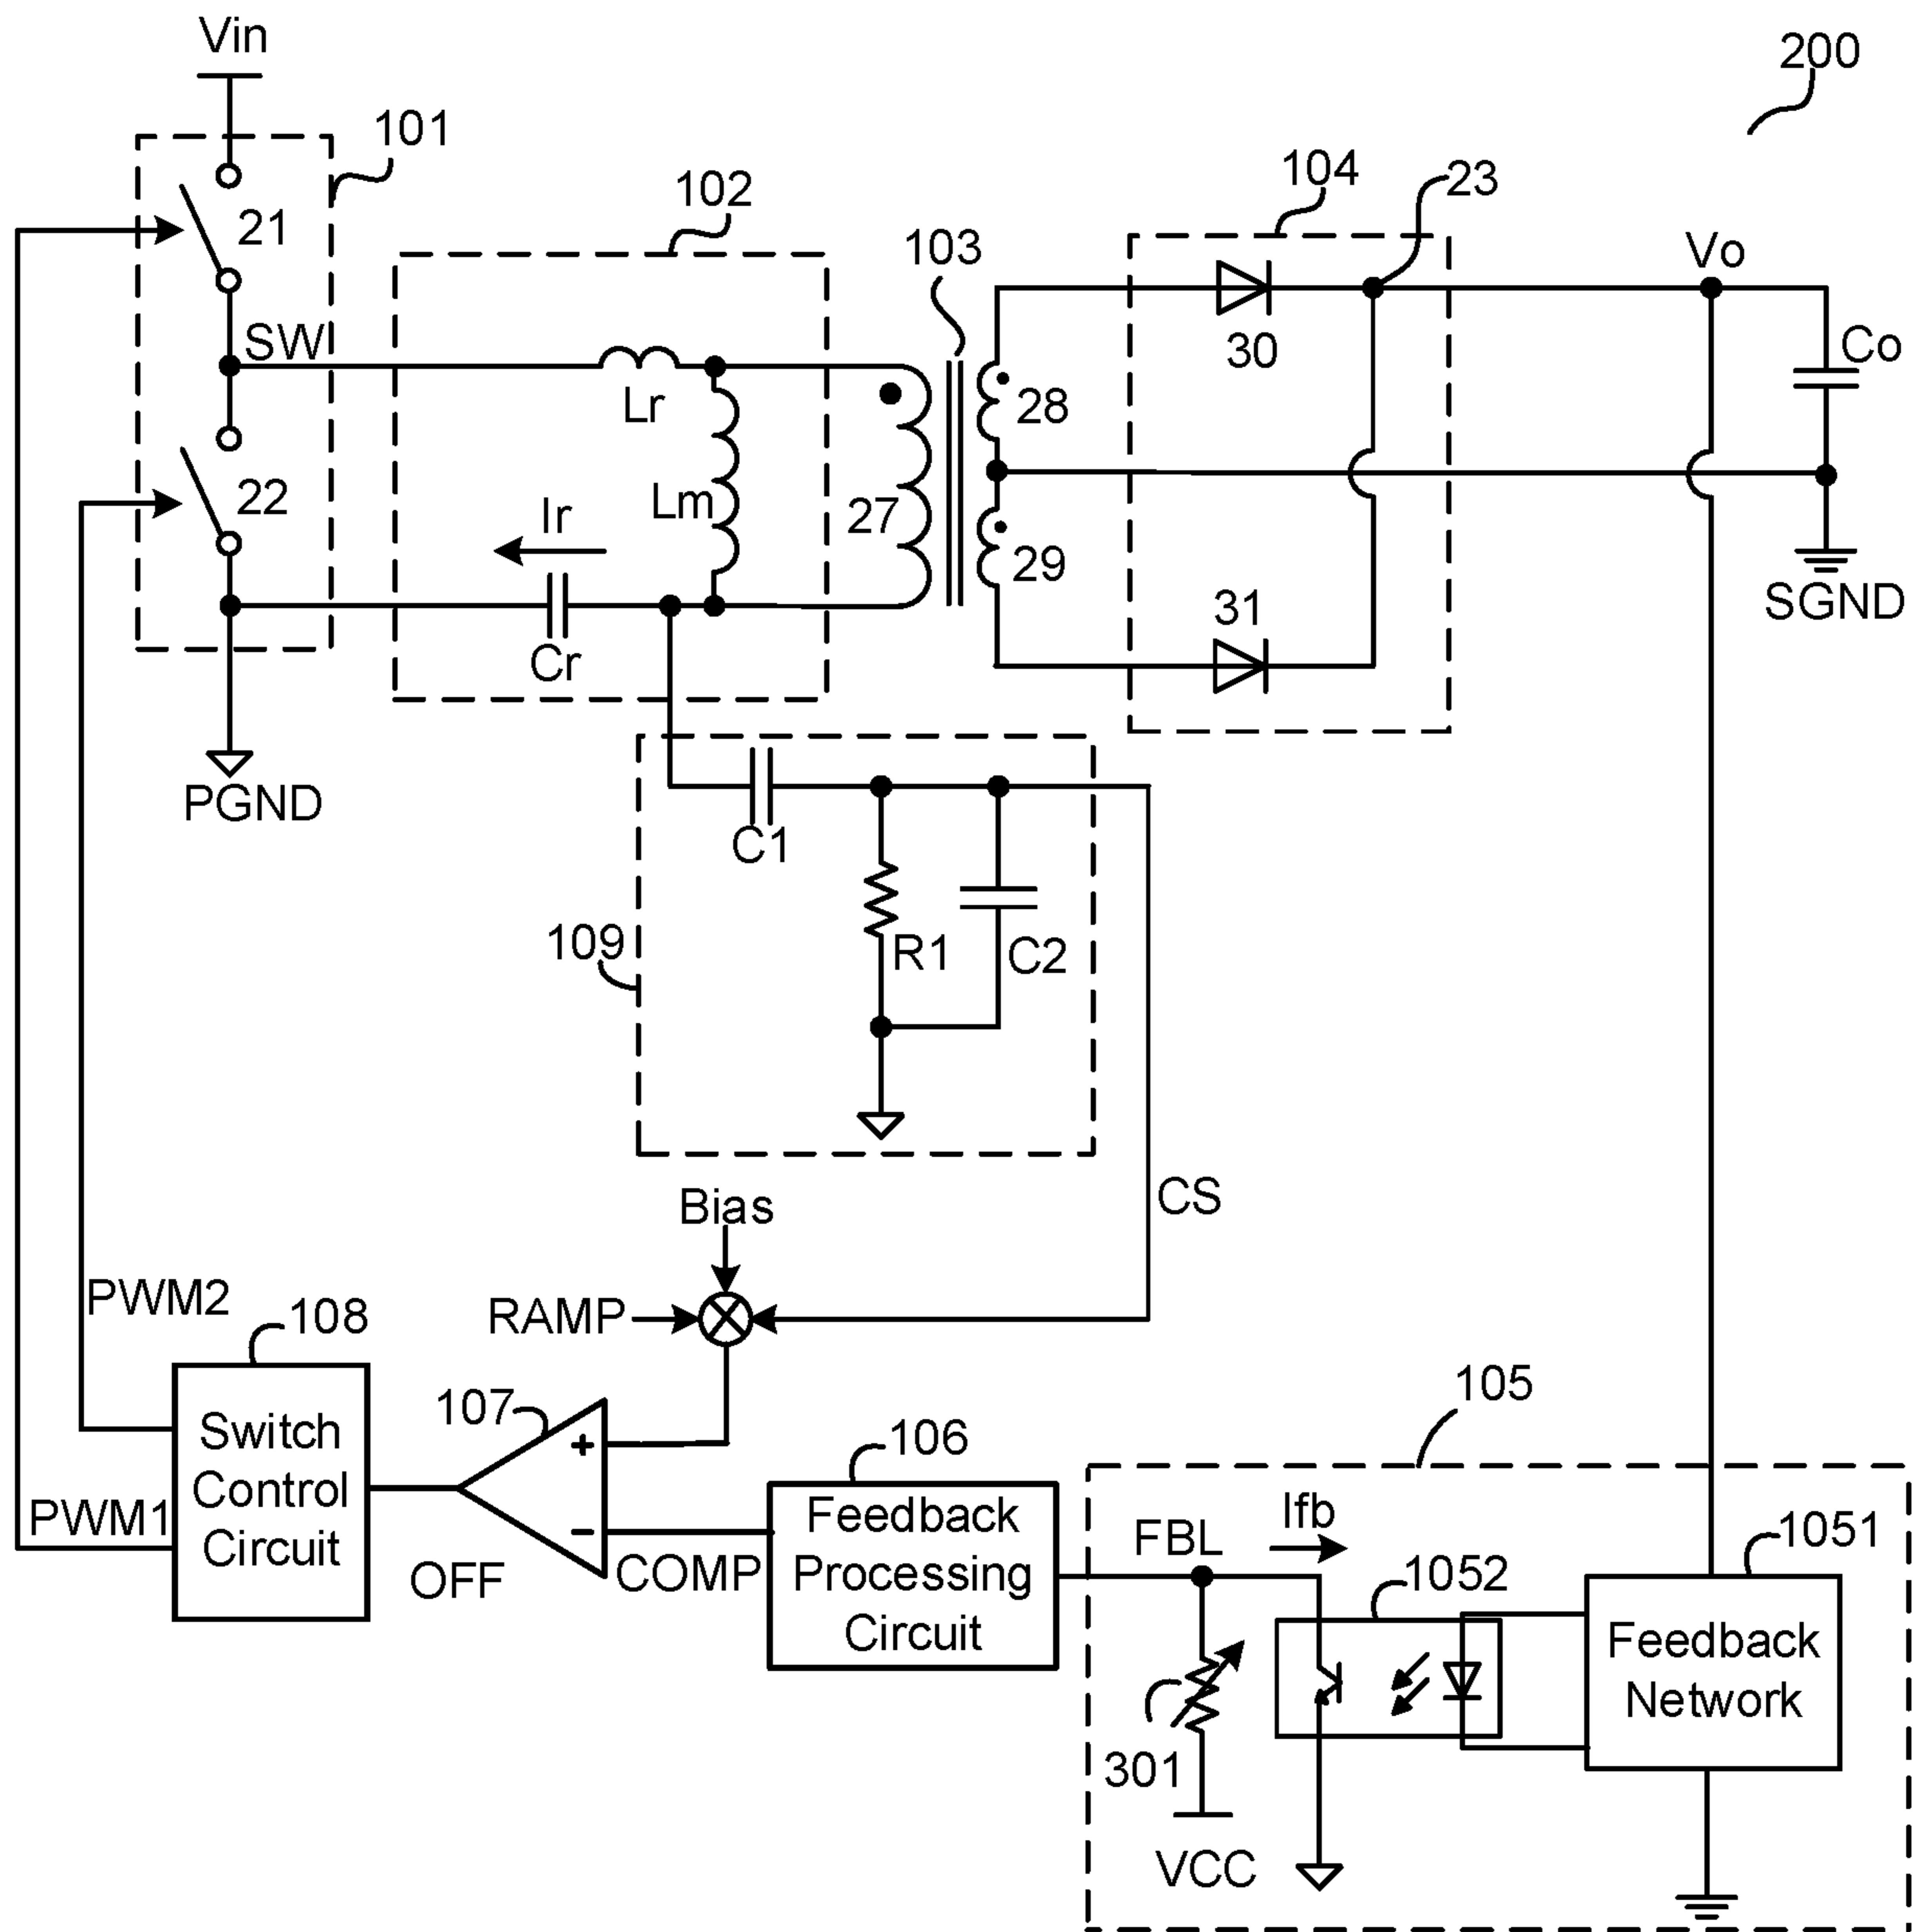 Vin
200
101
104
23
102
21
103
Vo
SW
30
Co
Lr
28
22
Lm
27
Ir
29
SGND
31
Cr
PGND
C1
109
R1
C2
CS
Bias
PWM2
108
RAMP
105
107
106
Switch
Control
Circuit
+
Feedback
Processing
Circuit
Ifb
FBL
1051
PWM1
−
OFF
COMP
1052
Feedback
Network
301
VCC